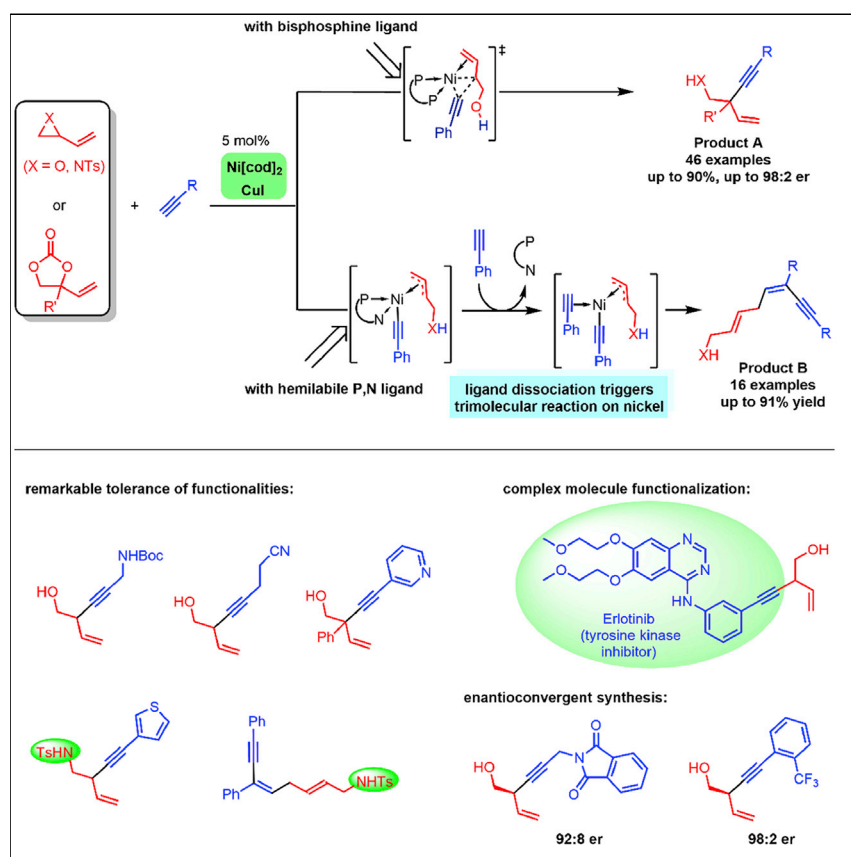 with bisphosphine ligand
‡
P
Ni
P
O
H
Ph
R
HX
R'
Product A
46 examples
up to 90%, up to 98:2 er
X
(X = O, NTs)
or
O
O
O
R'
+
R
5 mol%
Ni[cod]₂
CuI
P
Ni
N
XH
Ph
with hemilabile P,N ligand
Ph
P
N
Ni
Ph
XH
Ph
ligand dissociation triggers
trimolecular reaction on nickel
R
R
XH
Product B
16 examples
up to 91% yield
remarkable tolerance of functionalities:
NHBoc
HO
CN
HO
N
HO
Ph
S
TsHN
Ph
Ph
NHTs
complex molecule functionalization:
O
O
N
O
O
N
HN
OH
Erlotinib
(tyrosine kinase
inhibitor)
enantioconvergent synthesis:
HO
O
N
O
92:8 er
HO
CF₃
98:2 er